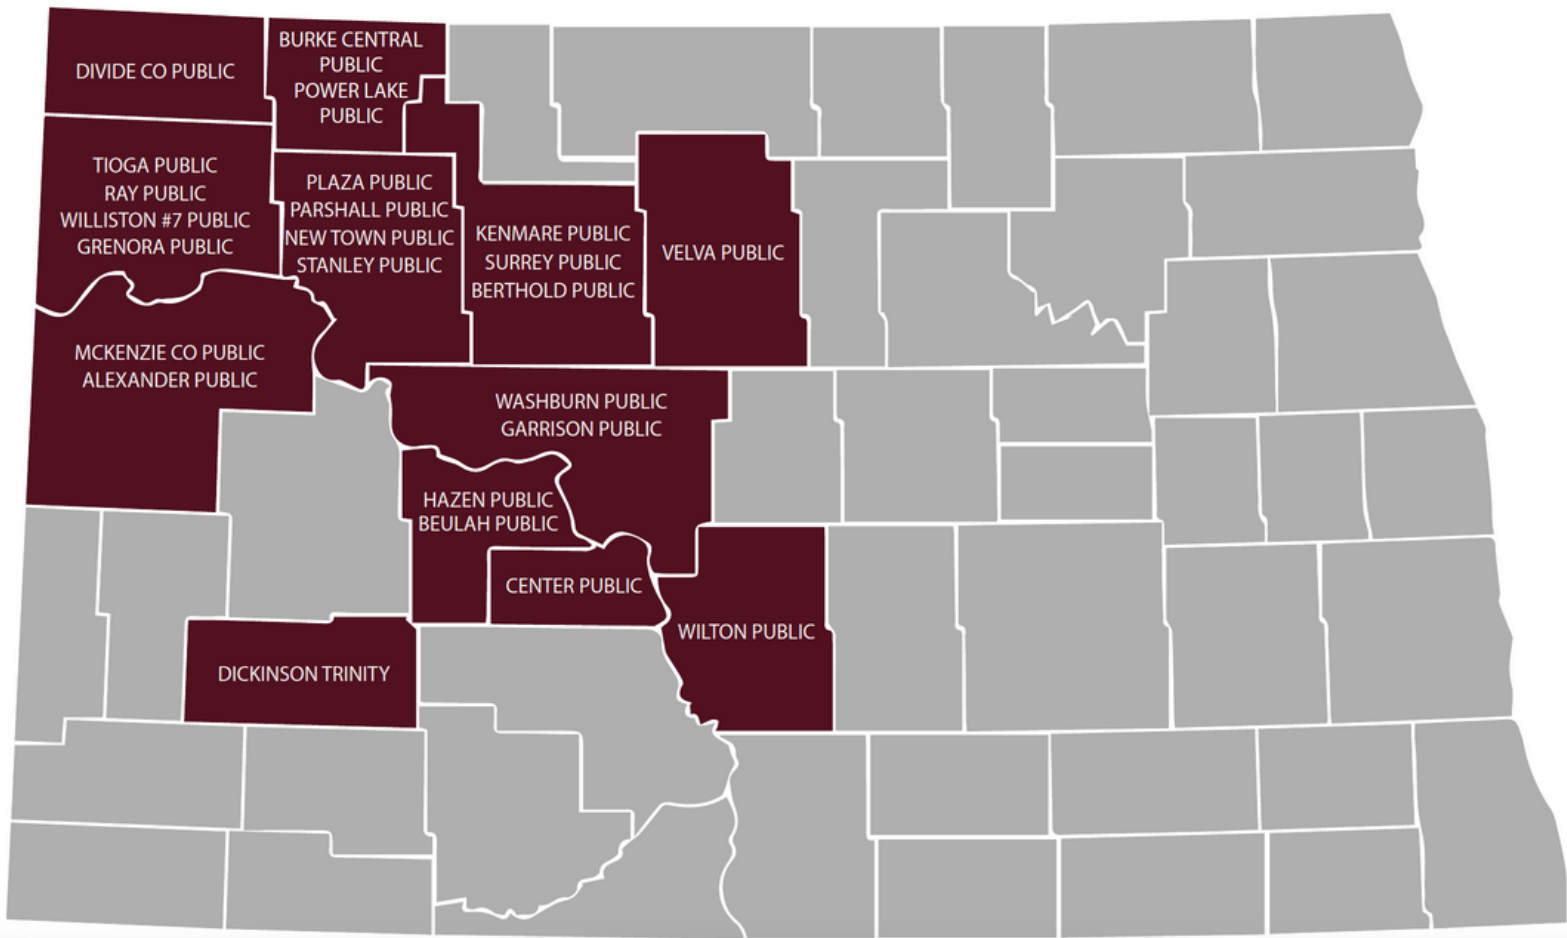 DIVIDE CO PUBLIC
BURKE CENTRAL
PUBLIC
POWER LAKE
PUBLIC
TIOGA PUBLIC
RAY PUBLIC
WILLISTON #7 PUBLIC
GRENORA PUBLIC
PLAZA PUBLIC
PARSHALL PUBLIC
NEW TOWN PUBLIC
STANLEY PUBLIC
KENMARE PUBLIC
SURREY PUBLIC
BERTHOLD PUBLIC
VELVA PUBLIC
MCKENZIE CO PUBLIC
ALEXANDER PUBLIC
WASHBURN PUBLIC
GARRISON PUBLIC
HAZEN PUBLIC
BEULAH PUBLIC
CENTER PUBLIC
WILTON PUBLIC
DICKINSON TRINITY